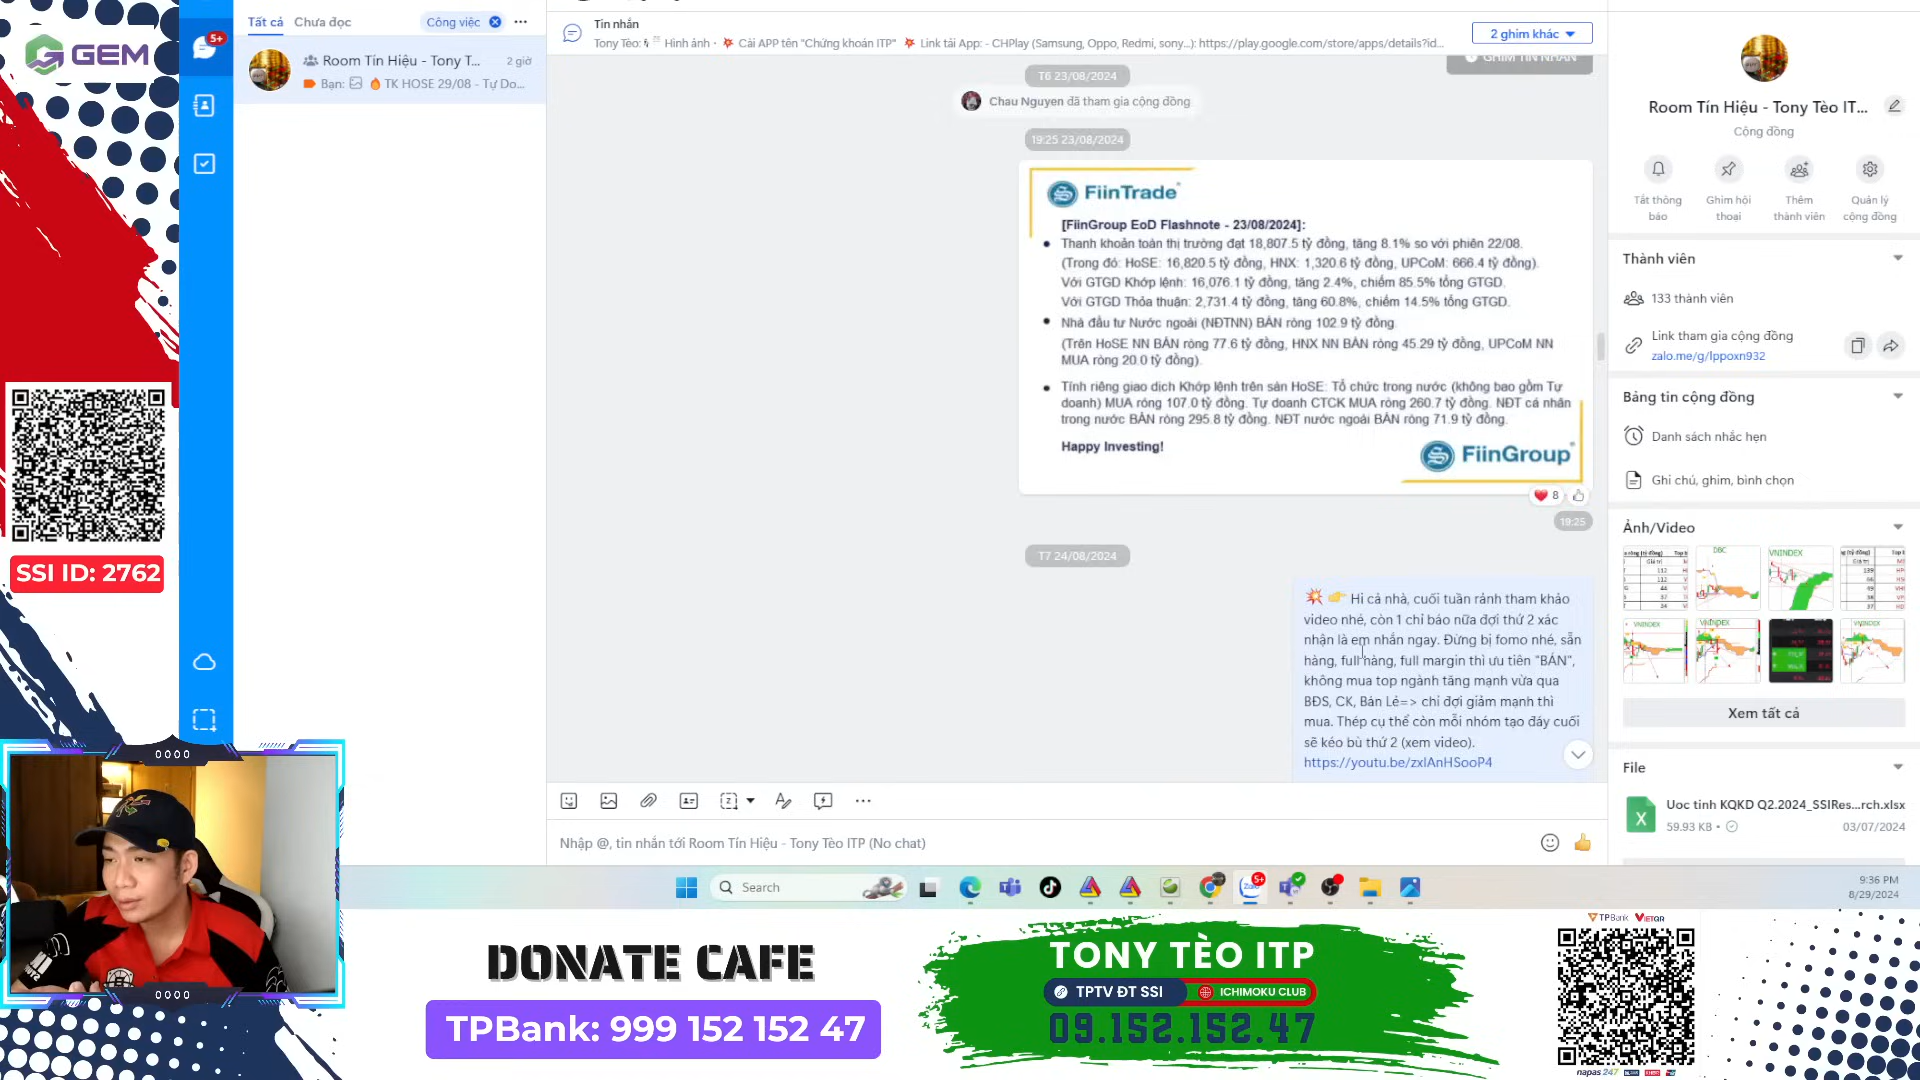 GEM
SSI ID: 2762
5+
Tất cả Chưa đọc
Công việc
Room Tín Hiệu - Tony T... 2 giờ
Bạn: TK HOSE 29/08 - Tự Do...
Tin nhắn
Hình ảnh - Cài APP tên "Chứng khoán ITP" Link tải App: - CHPlay (Samsung, Oppo, Redmi, sony...): https://play.google.com/store/apps/details?id...
2 ghim khác
GHIM TIN NHẮN
T6 23/08/2024
Chau Nguyen đã tham gia cộng đồng
19:25 23/08/2024
FiinTrade
[FiinGroup EoD Flashnote - 23/08/2024]:
Thanh khoản toàn thị trường đạt 18,807.5 tỷ đồng, tăng 8.1% so với phiên 22/08.
(Trong đó: HoSE: 16,820.5 tỷ đồng, HNX: 1,320.6 tỷ đồng, UPCoM: 666.4 tỷ đồng).
Với GTGD Khớp lệnh: 16,076.1 tỷ đồng, tăng 2.4%, chiếm 85.5% tổng GTGD.
Với GTGD Thỏa thuận: 2,731.4 tỷ đồng, tăng 60.8%, chiếm 14.5% tổng GTGD.
Nhà đầu tư Nước ngoài (NĐTNN) BÁN ròng 102.9 tỷ đồng.
(Trên HoSE NN BÁN ròng 77.6 tỷ đồng, HNX NN BÁN ròng 45.29 tỷ đồng, UPCoM NN
MUA ròng 20.0 tỷ đồng).
Tính riêng giao dịch Khớp lệnh trên sàn HoSE: Tổ chức trong nước (không bao gồm Tự
doanh) MUA ròng 107.0 tỷ đồng. Tự doanh CTCK MUA ròng 260.7 tỷ đồng. NĐT cá nhân
trong nước BÁN ròng 295.8 tỷ đồng. NĐT nước ngoài BÁN ròng 71.9 tỷ đồng.
Happy Investing!
FiinGroup
8
19:25
T7 24/08/2024
Hi cả nhà, cuối tuần rảnh tham khảo
video nhé, còn 1 chỉ báo nữa đợi thứ 2 xác
nhận là em nhắn ngay. Đừng bị fomo nhé, sẵn
hàng, full hàng, full margin thì ưu tiên "BÁN",
không mua top ngành tăng mạnh vừa qua
BĐS, CK, Bán Lẻ=> chỉ đợi giảm mạnh thì
mua. Thép cụ thể còn mỗi nhóm tạo đáy cuối
sẽ kéo bù thứ 2 (xem video).
https://youtu.be/zxlAnHSooP4
Nhập @, tin nhắn tới Room Tín Hiệu - Tony Tèo ITP (No chat)
Room Tín Hiệu - Tony Tèo IT...
Cộng đồng
Tắt thông báo
Ghim hội thoại
Thêm thành viên
Quản lý cộng đồng
Thành viên
133 thành viên
Link tham gia cộng đồng
zalo.me/g/lppoxn932
Bảng tin cộng đồng
Danh sách nhắc hẹn
Ghi chú, ghim, bình chọn
Ảnh/Video
DBC
VNINDEX
VNINDEX
VNINDEX
VNINDEX
Xem tất cả
File
Uoc tinh KQKD Q2.2024_SSIRes...rch.xlsx
59.93 KB
03/07/2024
Search
Zalo
5+
9:36 PM
8/29/2024
DONATE CAFE
TPBank: 999 152 152 47
TONY TÈO ITP
TPTV ĐT SSI
ICHIMOKU CLUB
09.152.152.47
TPBank VIETQR
napas 247